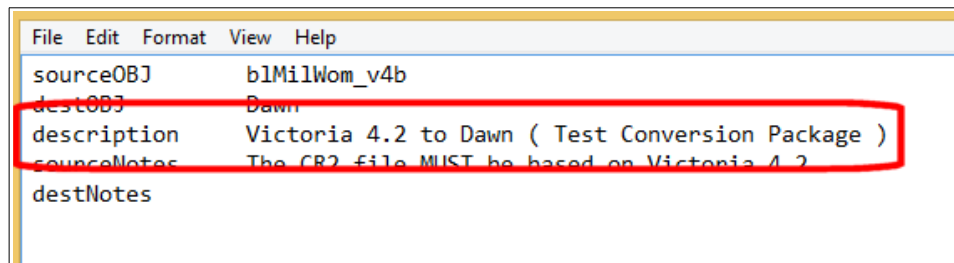 File Edit Format View Help
sourceOBJ blMilWom_v4b
destOBJ Dawn
description Victoria 4.2 to Dawn ( Test Conversion Package )
sourceNotes The CR2 file MUST be based on Victoria 4.2
destNotes